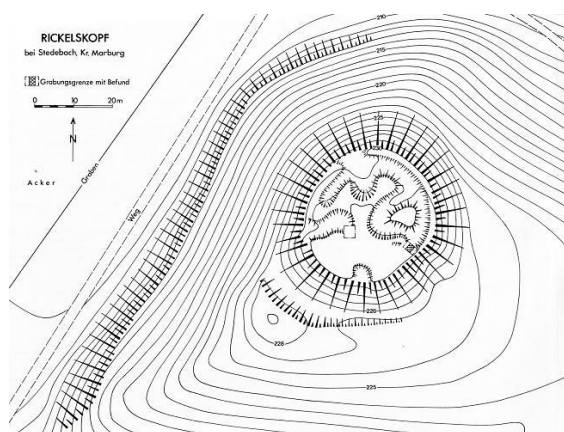 RICKELSKOPF
bei Stedebach, Kr. Marburg
Grabungsgrenze mit Befund
0 10 20m
N
Acker
Graben
Weg
210
215
220
225
228
228
225